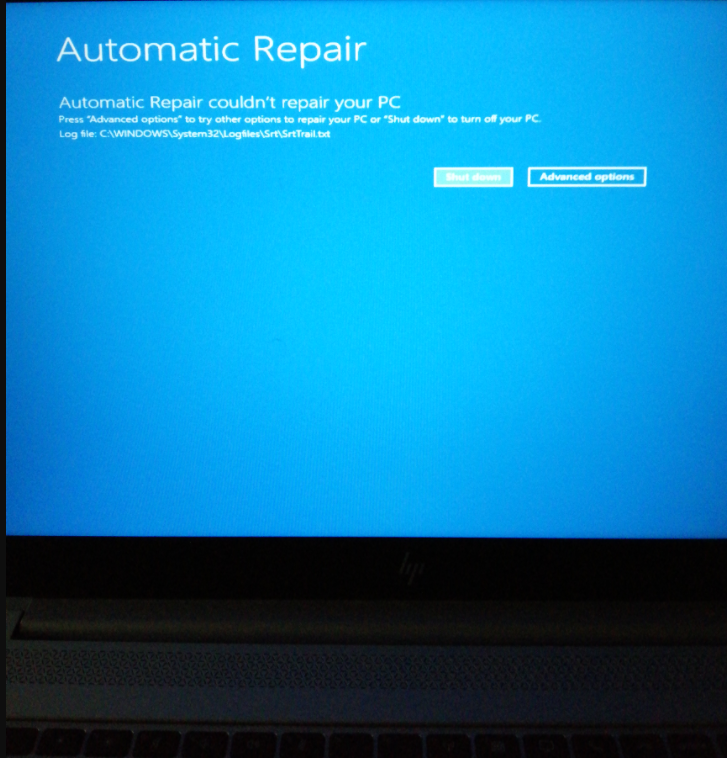 Automatic Repair
Automatic Repair couldn't repair your PC
Press "Advanced options" to try other options to repair your PC or "Shut down" to turn off your PC.
Log file: C:\WINDOWS\System32\Logfiles\Srt\SrtTrail.txt
Shut down
Advanced options
hp